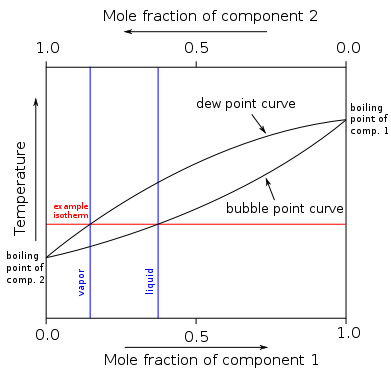 Mole fraction of component 2
1.0 0.5 0.0
dew point curve
boiling
point of
comp. 1
Temperature
example
isotherm
bubble point curve
boiling
point of
comp. 2
vapor
liquid
0.0 0.5 1.0
Mole fraction of component 1